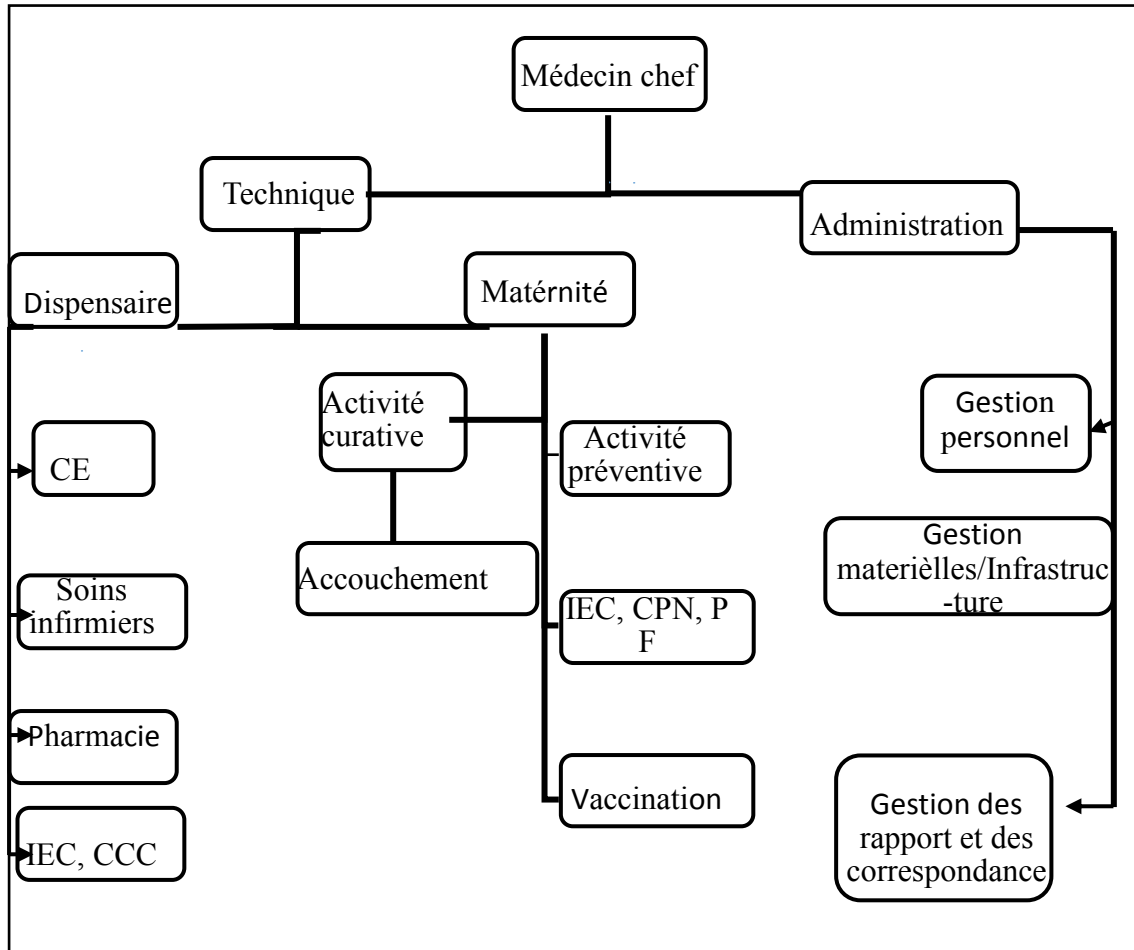 Médecin chef
Technique
Administration
Dispensaire
Matérnité
Activité
curative
Gestion
personnel
Activité
préventive
CE
Gestion
materièlles/Infrastruc
-ture
Accouchement
Soins
infirmiers
IEC, CPN, P
F
Pharmacie
Vaccination
Gestion des
rapport et des
correspondance
IEC, CCC